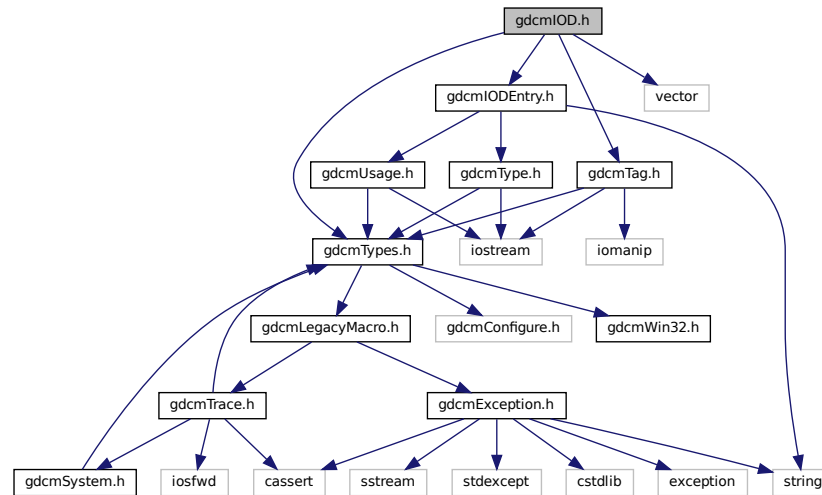 gdcmIOD.h
gdcmIODEntry.h
vector
gdcmUsage.h
gdcmType.h
gdcmTag.h
gdcmTypes.h
iostream
iomanip
gdcmLegacyMacro.h
gdcmConfigure.h
gdcmWin32.h
gdcmTrace.h
gdcmException.h
gdcmSystem.h
iosfwd
cassert
sstream
stdexcept
cstdlib
exception
string